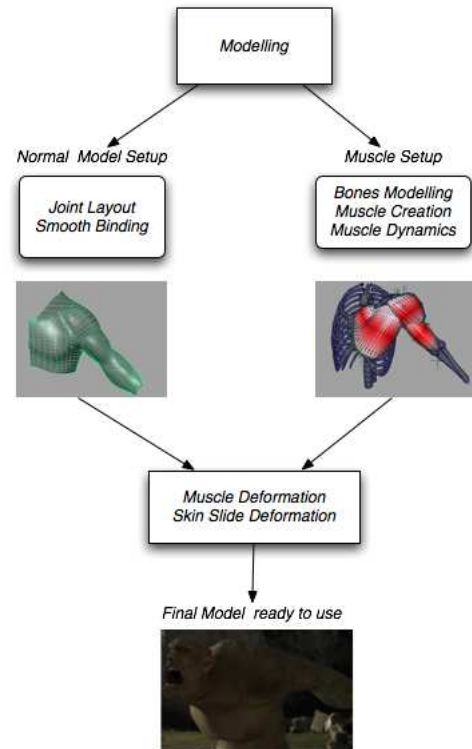 Modelling
Normal Model Setup
Muscle Setup
Joint Layout
Smooth Binding
Bones Modelling
Muscle Creation
Muscle Dynamics
Muscle Deformation
Skin Slide Deformation
Final Model ready to use